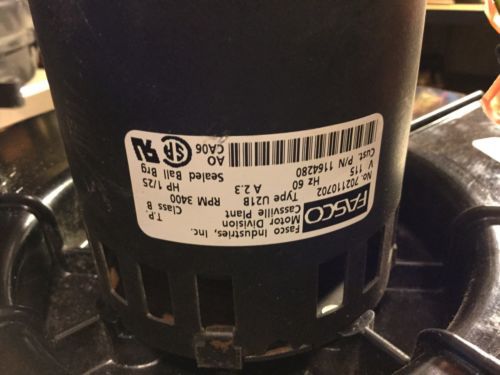 FASCO
Fasco Industries, Inc.
Motor Division
Cassville Plant
No. 702110702 Type U21B T.P.
V 115 Hz 60 A 2.3 RPM 3400 Class B
Cust. P/N 1164280 Sealed Ball Brg HP 1/25
AO
CA06